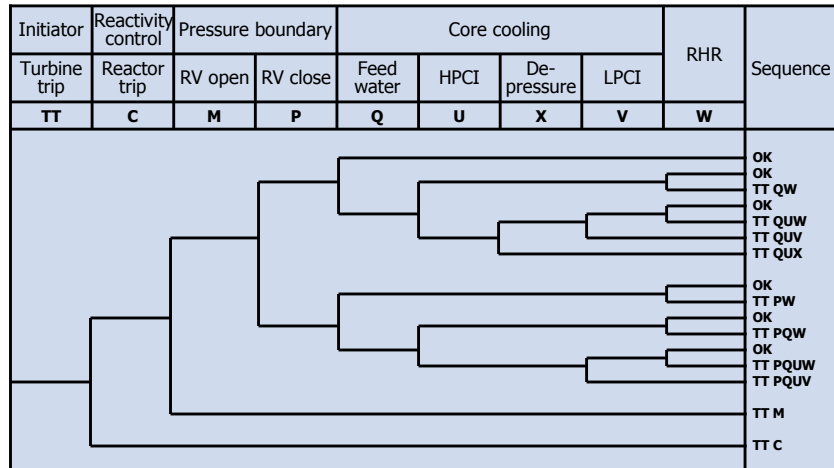 Initiator Reactivity control Pressure boundary Core cooling RHR Sequence
Turbine trip Reactor trip RV open RV close Feed water HPCI De-pressure LPCI
TT C M P Q U X V W
OK
OK
TT QW
OK
TT QUW
TT QUV
TT QUX
OK
TT PW
OK
TT PQW
OK
TT PQUW
TT PQUV
TT M
TT C